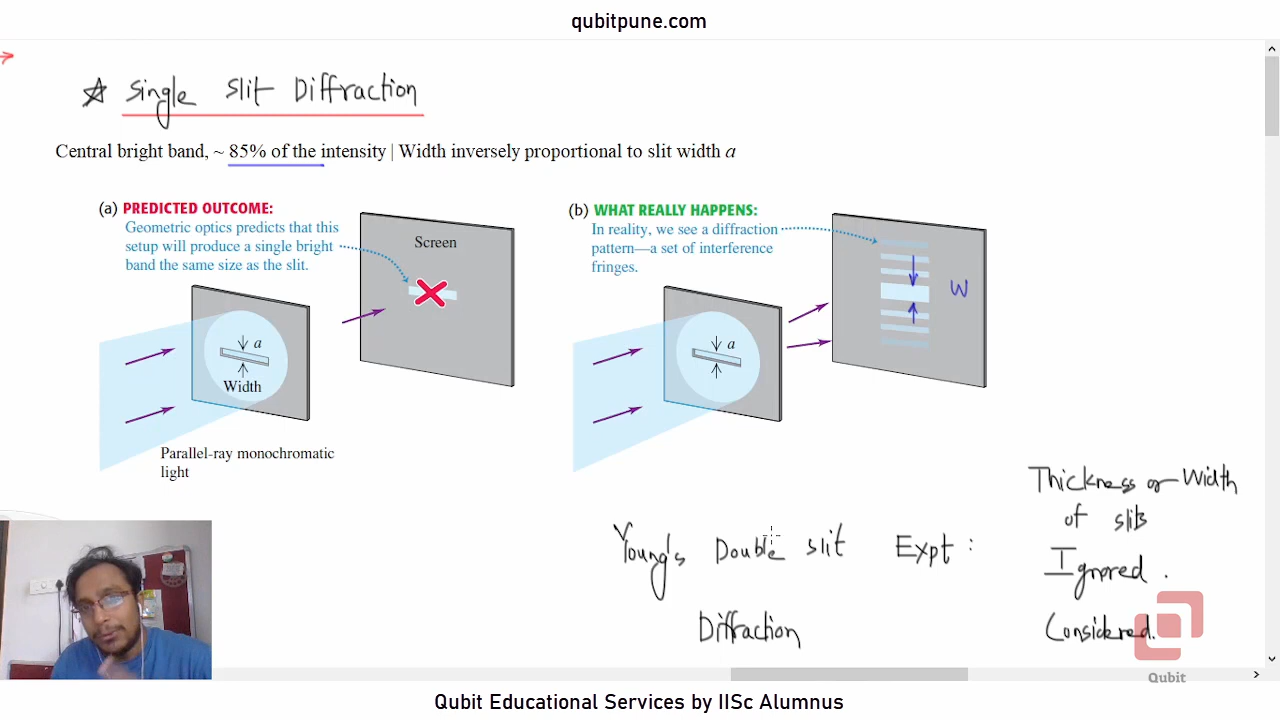 qubitpune.com
☆ Single Slit Diffraction
Central bright band, ~ 85% of the intensity | Width inversely proportional to slit width a
(a) PREDICTED OUTCOME:
Geometric optics predicts that this
setup will produce a single bright
band the same size as the slit.
Screen
a
Width
Parallel-ray monochromatic
light
(b) WHAT REALLY HAPPENS:
In reality, we see a diffraction
pattern—a set of interference
fringes.
W
a
Thickness or Width
of slits
Young's Double slit Expt :
Ignored.
Diffraction
Considered.
Qubit
Qubit Educational Services by IISc Alumnus